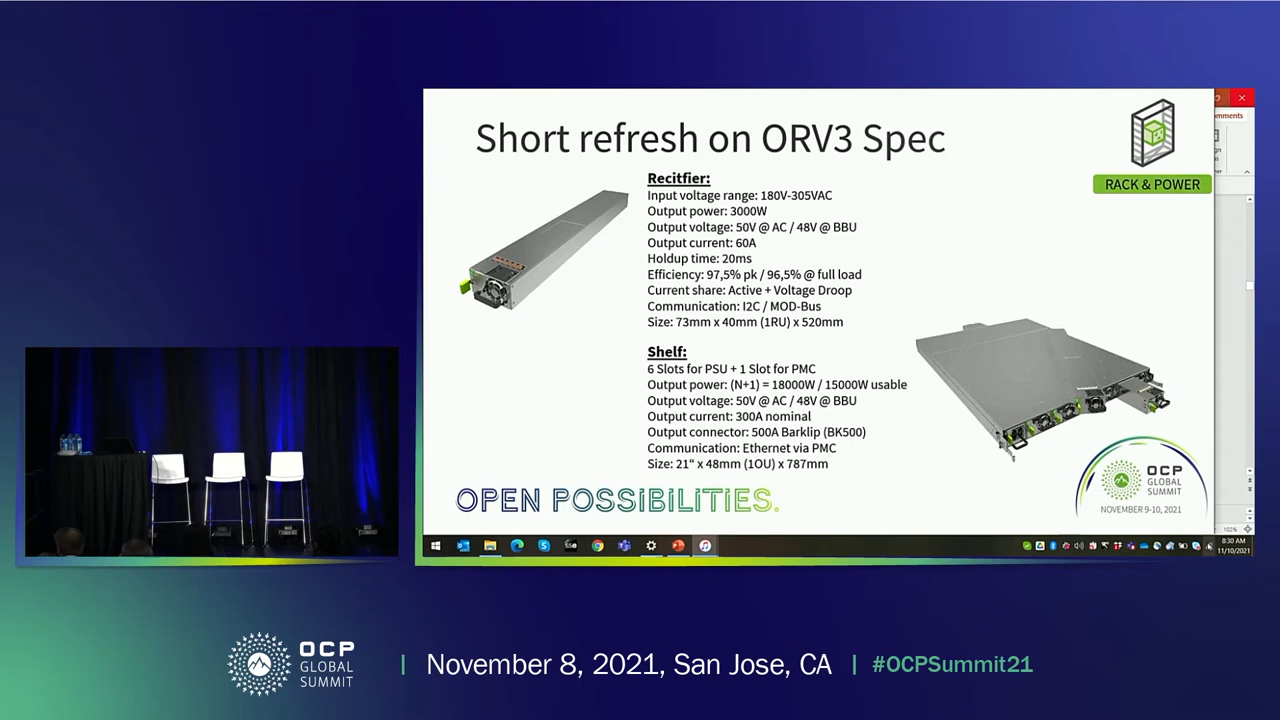 Short refresh on ORV3 Spec
RACK & POWER
Recitfier:
Input voltage range: 180V-305VAC
Output power: 3000W
Output voltage: 50V @ AC / 48V @ BBU
Output current: 60A
Holdup time: 20ms
Efficiency: 97,5% pk / 96,5% @ full load
Current share: Active + Voltage Droop
Communication: I2C / MOD-Bus
Size: 73mm x 40mm (1RU) x 520mm
Shelf:
6 Slots for PSU + 1 Slot for PMC
Output power: (N+1) = 18000W / 15000W usable
Output voltage: 50V @ AC / 48V @ BBU
Output current: 300A nominal
Output connector: 500A Barklip (BK500)
Communication: Ethernet via PMC
Size: 21" x 48mm (1OU) x 787mm
OPEN POSSIBILITIES.
OCP
GLOBAL
SUMMIT
NOVEMBER 9-10, 2021
mments
102%
8:30 AM
11/10/2021
OCP
GLOBAL
SUMMIT
November 8, 2021, San Jose, CA
#OCPSummit21